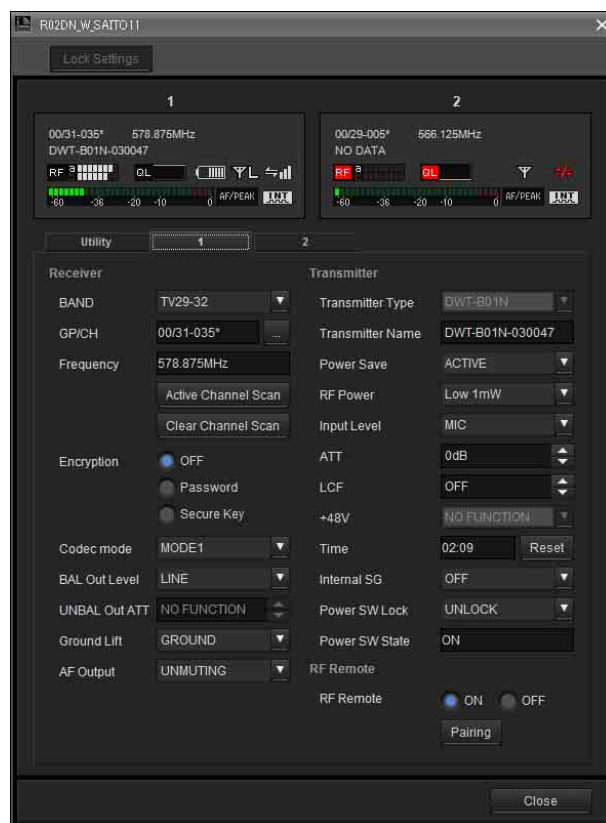 R02DN_W_SAITO11
Lock Settings
1
2
00/31-035* 578.875MHz
DWT-B01N-030047
RF a QL L
-60 -36 -20 -10 0 AF/PEAK INT
00/29-005* 566.125MHz
NO DATA
RF a QL
-60 -36 -20 -10 0 AF/PEAK INT
Utility 1 2
Receiver
BAND TV29-32
GP/CH 00/31-035* ...
Frequency 578.875MHz
Active Channel Scan
Clear Channel Scan
Encryption OFF
Password
Secure Key
Codec mode MODE1
BAL Out Level LINE
UNBAL Out ATT NO FUNCTION
Ground Lift GROUND
AF Output UNMUTING
Transmitter
Transmitter Type DWT-B01N
Transmitter Name DWT-B01N-030047
Power Save ACTIVE
RF Power Low 1mW
Input Level MIC
ATT 0dB
LCF OFF
+48V NO FUNCTION
Time 02:09 Reset
Internal SG OFF
Power SW Lock UNLOCK
Power SW State ON
RF Remote
RF Remote ON OFF
Pairing
Close